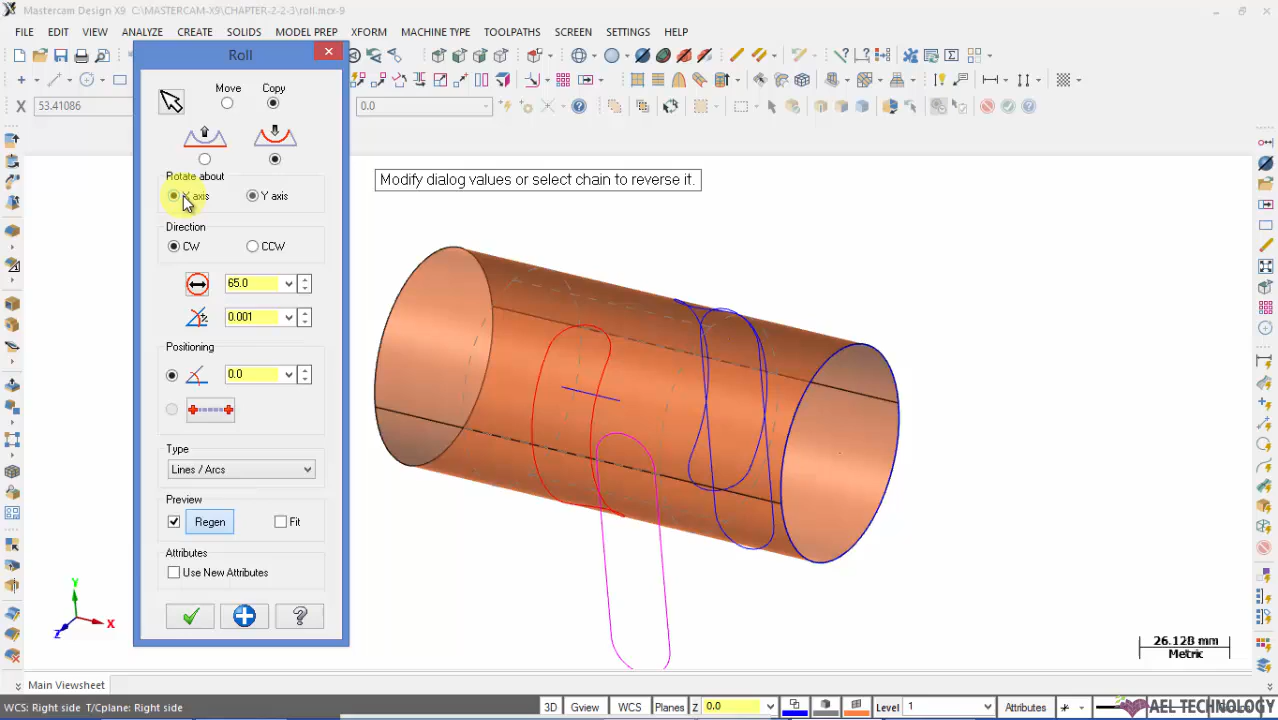 Mastercam Design X9 C:\MASTERCAM-X9\CHAPTER-2-2-3\roll.mcx-9
FILE EDIT VIEW ANALYZE CREATE SOLIDS MODEL PREP XFORM MACHINE TYPE TOOLPATHS SCREEN SETTINGS HELP
Roll
X 53.41086
0.0
Move Copy
Modify dialog values or select chain to reverse it.
Rotate about
X axis Y axis
Direction
CW CCW
65.0
0.001
Positioning
0.0
Type
Lines / Arcs
Preview
Regen Fit
Attributes
Use New Attributes
Y
X
Z
26.128 mm
Metric
Main Viewsheet
WCS: Right side T/Cplane: Right side
3D Gview WCS Planes Z 0.0 Level 1 Attributes
AEL TECHNOLOGY